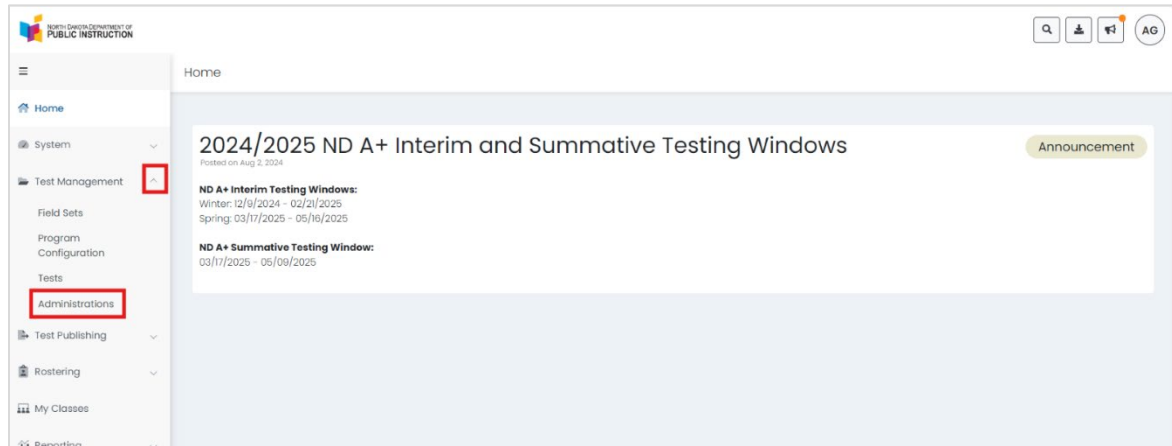 NORTH DAKOTA DEPARTMENT OF
PUBLIC INSTRUCTION
AG
Home
Home
System
Test Management
Field Sets
Program
Configuration
Tests
Administrations
Test Publishing
Rostering
My Classes
Reporting
2024/2025 ND A+ Interim and Summative Testing Windows
Announcement
Posted on Aug 2, 2024
ND A+ Interim Testing Windows:
Winter: 12/9/2024 - 02/21/2025
Spring: 03/17/2025 - 05/16/2025
ND A+ Summative Testing Window:
03/17/2025 - 05/09/2025